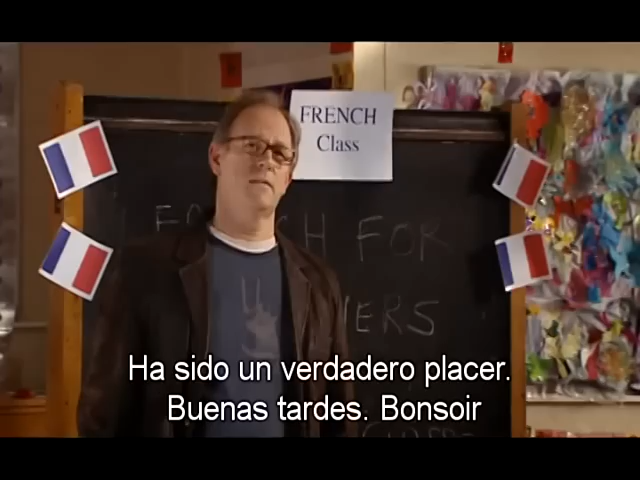 FRENCH
Class
FOR
Ha sido un verdadero placer.
Buenas tardes. Bonsoir